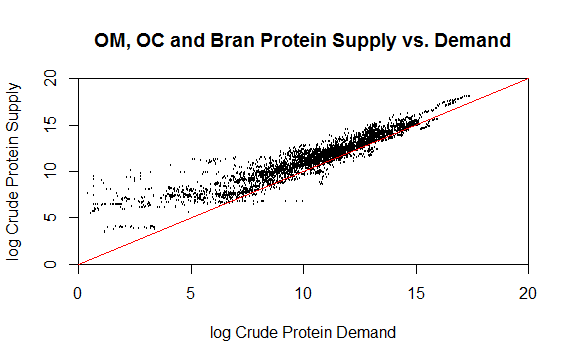 OM, OC and Bran Protein Supply vs. Demand
log Crude Protein Supply
20
15
10
5
0
0 5 10 15 20
log Crude Protein Demand